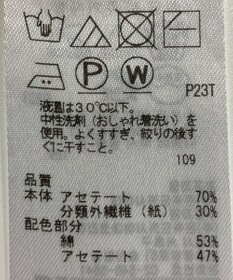 P W P23T
液温は30℃以下。
中性洗剤(おしゃれ着洗い)を
使用。よくすすぎ、絞りの後す
ぐに干すこと。
109
品質
本体 アセテート 70%
分類外繊維(紙) 30%
配色部分
綿 53%
アセテート 47%